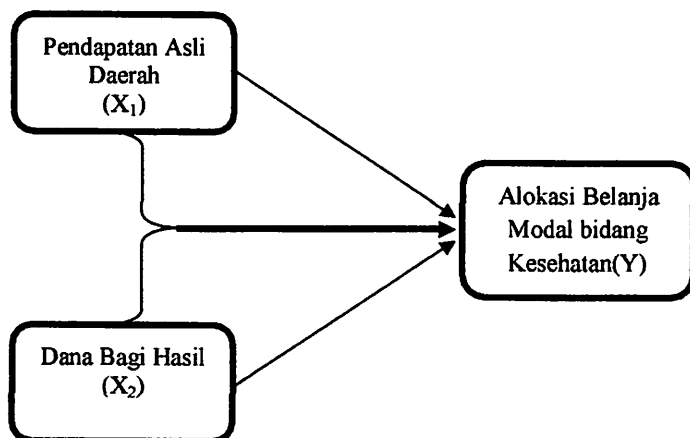 Pendapatan Asli
Daerah
(X₁)
Alokasi Belanja
Modal bidang
Kesehatan(Y)
Dana Bagi Hasil
(X₂)